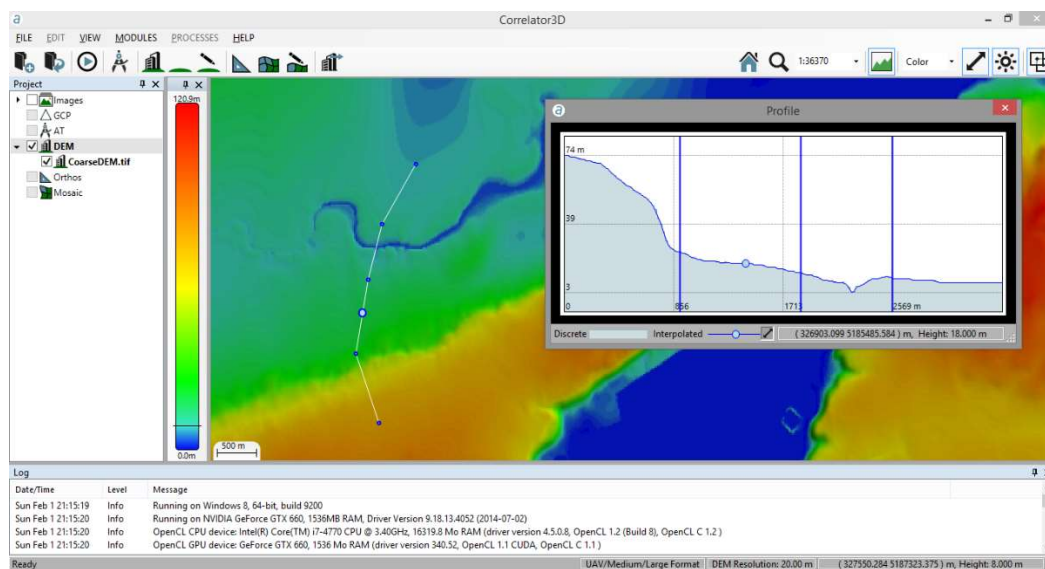 Correlator3D
FILE EDIT VIEW MODULES PROCESSES HELP
1:36370
Color
Project
Images
GCP
AT
DEM
CoarseDEM.tif
Orthos
Mosaic
120.9m
0.0m
500 m
Profile
74 m
39
3
0 856 1713 2569 m
Discrete Interpolated ( 326903.099 5185485.584 ) m, Height: 18.000 m
Log
Date/Time Level Message
Sun Feb 1 21:15:19 Info Running on Windows 8, 64-bit, build 9200
Sun Feb 1 21:15:20 Info Running on NVIDIA GeForce GTX 660, 1536MB RAM, Driver Version 9.18.13.4052 (2014-07-02)
Sun Feb 1 21:15:20 Info OpenCL CPU device: Intel(R) Core(TM) i7-4770 CPU @ 3.40GHz, 16319.8 Mo RAM (driver version 4.5.0.8, OpenCL 1.2 (Build 8), OpenCL C 1.2 )
Sun Feb 1 21:15:20 Info OpenCL GPU device: GeForce GTX 660, 1536 Mo RAM (driver version 340.52, OpenCL 1.1 CUDA, OpenCL C 1.1 )
Ready UAV/Medium/Large Format DEM Resolution: 20.00 m ( 327550.284 5187323.375 ) m, Height: 8.000 m